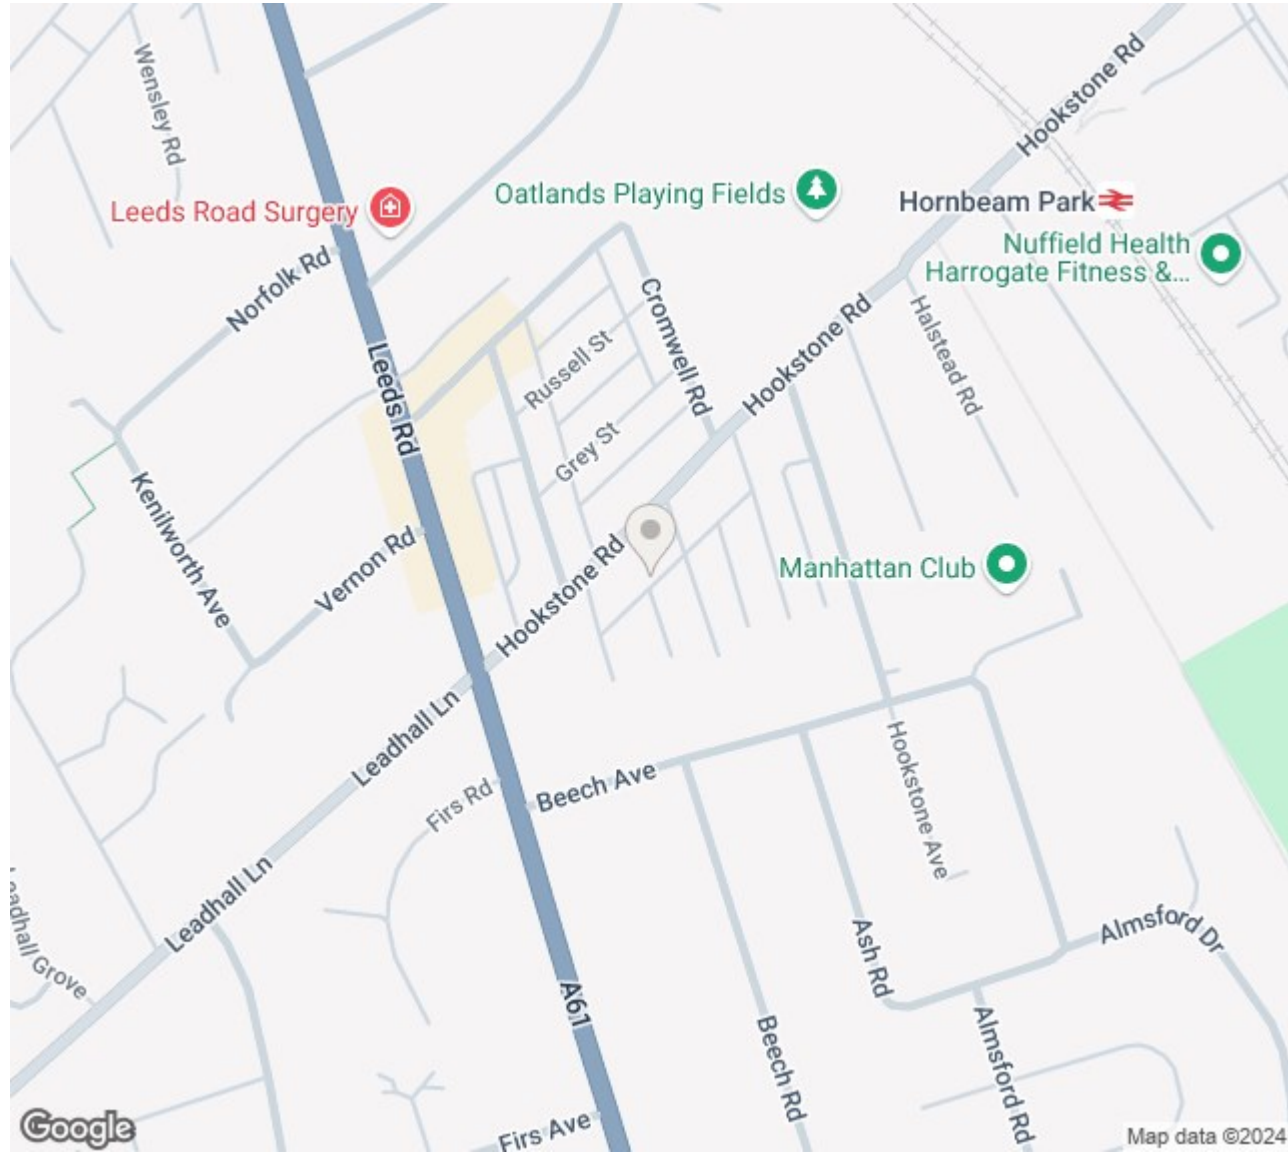 Wensley Rd
Hookstone Rd
Oatlands Playing Fields
Leeds Road Surgery
Hornbeam Park
Nuffield Health
Harrogate Fitness &...
Norfolk Rd
Cromwell Rd
Hookstone Rd
Halstead Rd
Russell St
Leeds Rd
Grey St
Kenilworth Ave
Vernon Rd
Hookstone Rd
Manhattan Club
Leadhall Ln
Firs Rd
Beech Ave
Hookstone Ave
Leadhall Ln
Leadhall Grove
Ash Rd
Almsford Dr
A61
Beech Rd
Almsford Rd
Firs Ave
Google
Map data ©2024